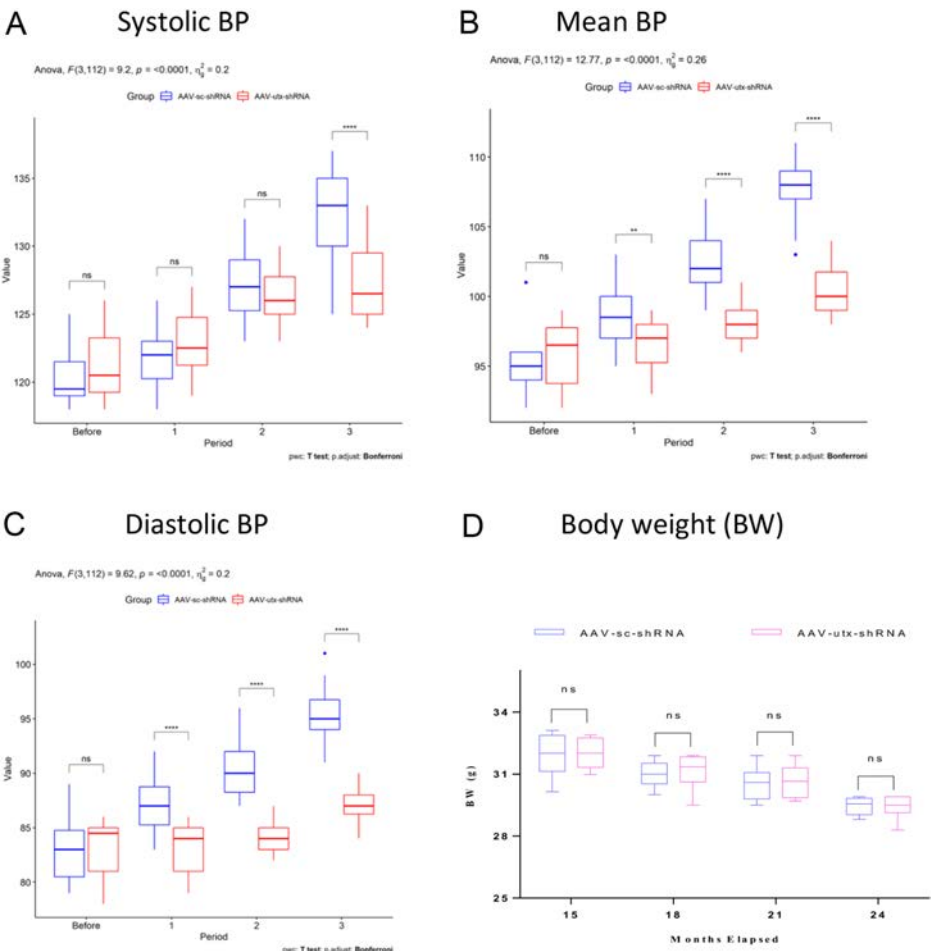 A Systolic BP
Anova, F(3,112) = 9.2, p = <0.0001, η²g = 0.2
Group AAV-sc-shRNA AAV-utx-shRNA
Value
135
130
125
120
ns
ns
ns
****
Before 1 2 3
Period
pwc: T test; p.adjust: Bonferroni
B Mean BP
Anova, F(3,112) = 12.77, p = <0.0001, η²g = 0.26
Group AAV-sc-shRNA AAV-utx-shRNA
Value
110
105
100
95
ns
**
****
****
Before 1 2 3
Period
pwc: T test; p.adjust: Bonferroni
C Diastolic BP
Anova, F(3,112) = 9.62, p = <0.0001, η²g = 0.2
Group AAV-sc-shRNA AAV-utx-shRNA
Value
100
95
90
85
80
ns
****
****
****
Before 1 2 3
Period
pwc: T test; p.adjust: Bonferroni
D Body weight (BW)
AAV-sc-shRNA AAV-utx-shRNA
BW (g)
34
31
28
25
ns
ns
ns
ns
15 18 21 24
Months Elapsed